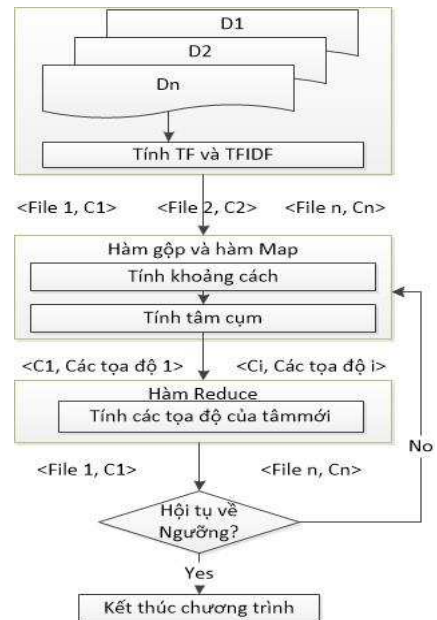 D1
D2
Dn
Tính TF và TFIDF
<File 1, C1> <File 2, C2> <File n, Cn>
Hàm gộp và hàm Map
Tính khoảng cách
Tính tâm cụm
<C1, Các tọa độ 1> <Ci, Các tọa độ i>
Hàm Reduce
Tính các tọa độ của tâmmới
No
<File 1, C1> <File n, Cn>
Hội tụ về
Ngưỡng?
Yes
Kết thúc chương trình